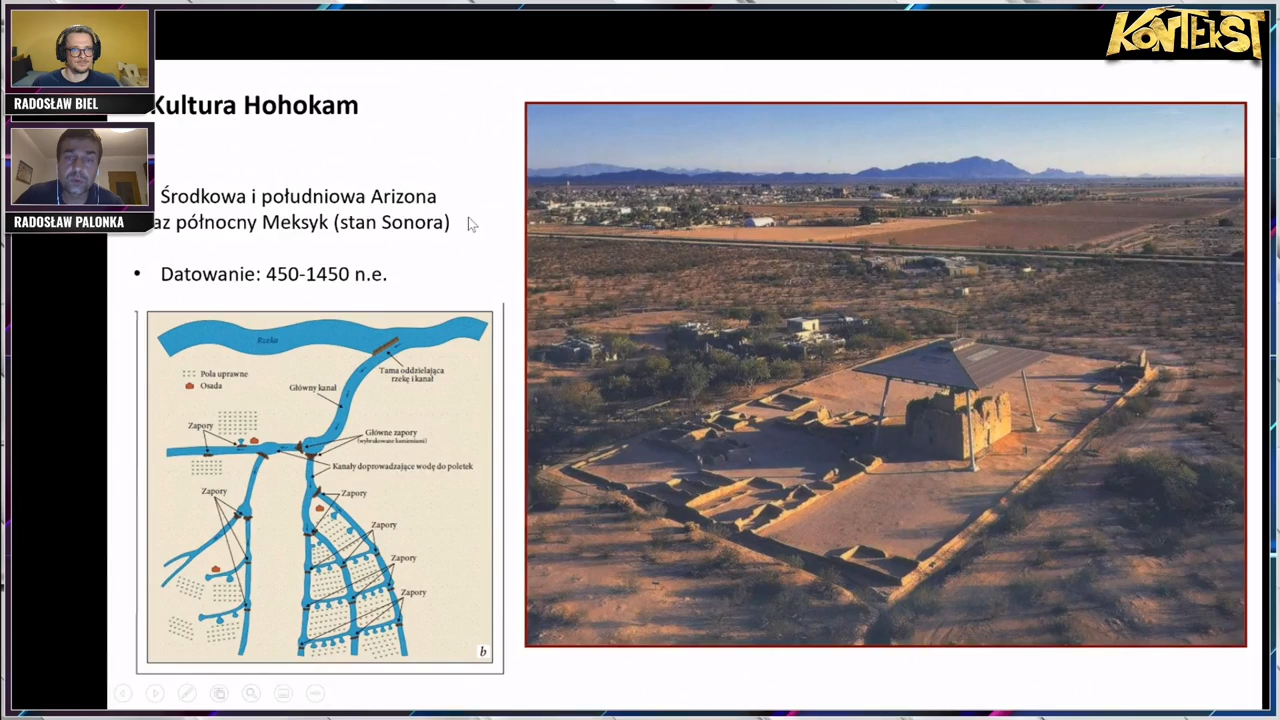 KONTEKST
RADOSŁAW BIEL
RADOSŁAW PALONKA
Kultura Hohokam
Środkowa i południowa Arizona
az północny Meksyk (stan Sonora)
• Datowanie: 450-1450 n.e.
Rzeka
Pola uprawne
Osada
Tama oddzielająca
rzekę i kanał
Główny kanał
Zapory
Główne zapory
(wybrukowane kamieniami)
Kanały doprowadzające wodę do poletek
Zapory
Zapory
Zapory
Zapory
Zapory
b